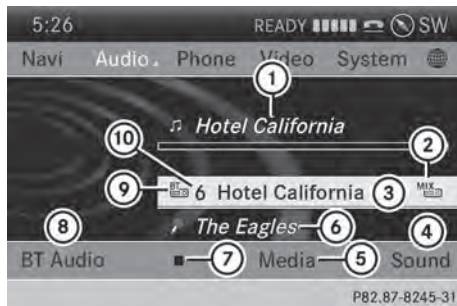 5:26 READY SW
Navi Audio Phone Video System
1
♫ Hotel California
10 2
9 BT 6 Hotel California 3 MIX
8 The Eagles 6 4
BT Audio ■ 7 Media 5 Sound
P82.87-8245-31